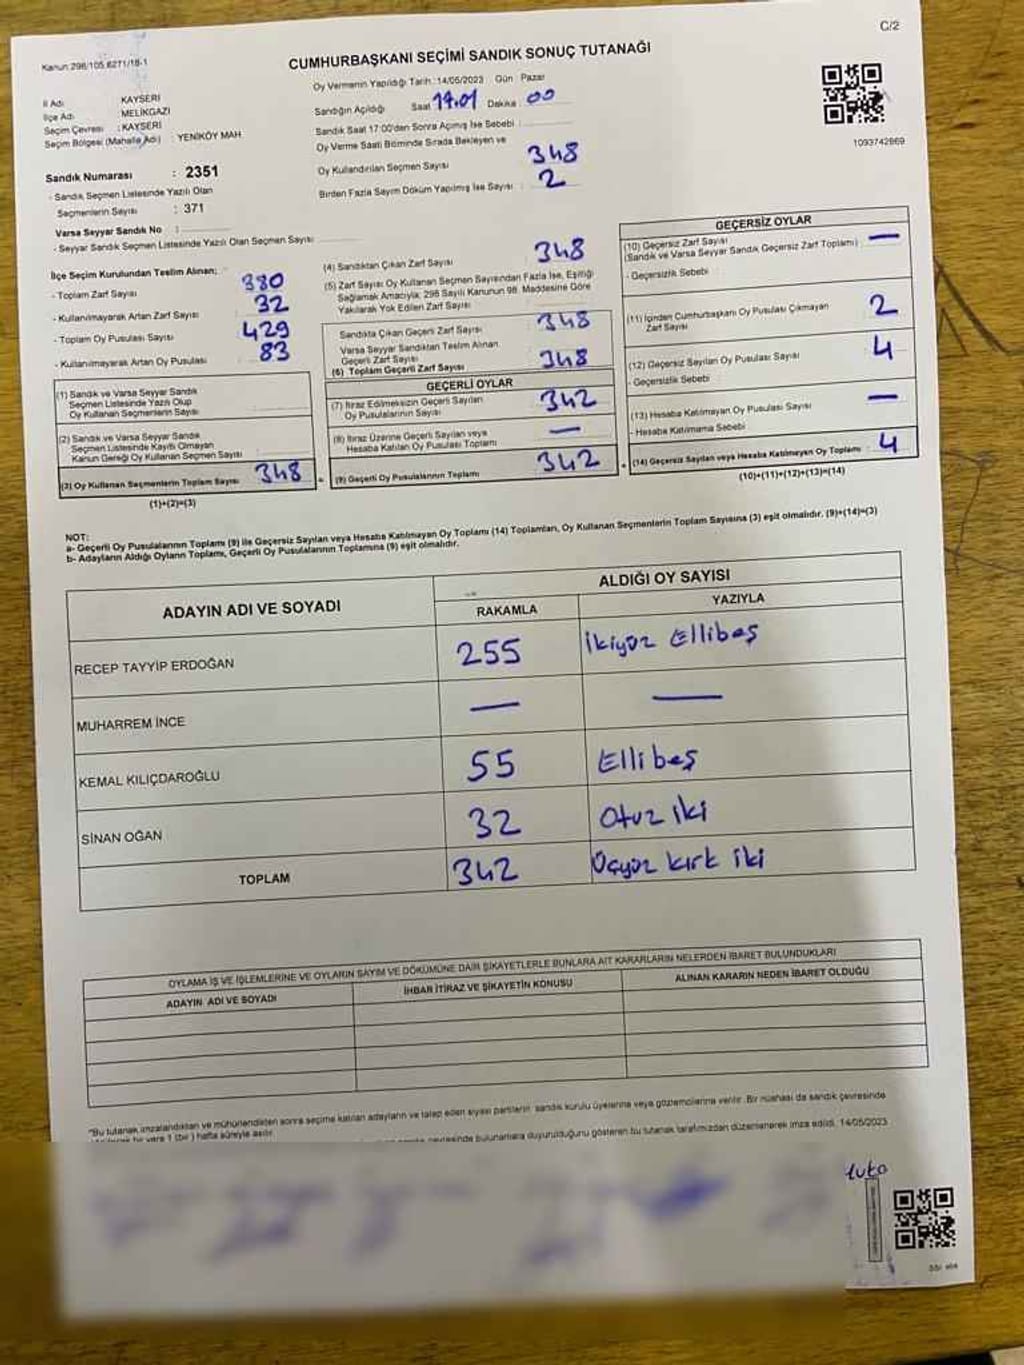 C/2
Kanun:298/105,6271/18-1
CUMHURBAŞKANI SEÇİMİ SANDIK SONUÇ TUTANAĞI
Oy Vermenin Yapıldığı Tarih :14/05/2023 Gün Pazar
İl Adı KAYSERİ
İlçe Adı MELİKGAZİ
Seçim Çevresi : KAYSERİ
Seçim Bölgesi (Mahalle Adı) : YENİKÖY MAH.
Sandığın Açıldığı Saat 17.01 Dakika : 00
Sandık Saat 17:00'den Sonra Açımış İse Sebebi :
Oy Verme Saati Bitiminde Sırada Bekleyen ve
Oy Kullandırılan Seçmen Sayısı 348
Birden Fazla Sayım Döküm Yapılmış İse Sayısı : 2
1093742669
Sandık Numarası : 2351
- Sandık Seçmen Listesinde Yazılı Olan
Seçmenlerin Sayısı : 371
Varsa Seyyar Sandık No :
- Seyyar Sandık Seçmen Listesinde Yazılı Olan Seçmen Sayısı
İlçe Seçim Kurulundan Teslim Alınan;
- Toplam Zarf Sayısı 380
- Kullanılmayarak Artan Zarf Sayısı 32
- Toplam Oy Pusulası Sayısı 429
- Kullanılmayarak Artan Oy Pusulası 83
(1) Sandık ve Varsa Seyyar Sandık
Seçmen Listesinde Yazılı Olup
Oy Kullanan Seçmenlerin Sayısı :
(2) Sandık ve Varsa Seyyar Sandık
Seçmen Listesinde Kayıtlı Olmayan
Kanun Gereği Oy Kullanan Seçmen Sayısı :
(3) Oy Kullanan Seçmenlerin Toplam Sayısı 348
(1)+(2)=(3)
(4) Sandıktan Çıkan Zarf Sayısı 348
(5) Zarf Sayısı Oy Kullanan Seçmen Sayısından Fazla İse, Eşitliği
Sağlamak Amacıyla; 298 Sayılı Kanunun 98. Maddesine Göre
Yakılarak Yok Edilen Zarf Sayısı
Sandıkta Çıkan Geçerli Zarf Sayısı : 348
Varsa Seyyar Sandıktan Teslim Alınan
Geçerli Zarf Sayısı
(6) Toplam Geçerli Zarf Sayısı : 348
GEÇERLİ OYLAR
(7) İtiraz Edilmeksizin Geçerli Sayılan
Oy Pusulalarının Sayısı : 342
(8) İtiraz Üzerine Geçerli Sayılan veya
Hesaba Katılan Oy Pusulası Toplamı : —
(9) Geçerli Oy Pusulalarının Toplamı : 342
GEÇERSİZ OYLAR
(10) Geçersiz Zarf Sayısı —
(Sandık ve Varsa Seyyar Sandık Geçersiz Zarf Toplamı)
- Geçersizlik Sebebi :
(11) İçinden Cumhurbaşkanı Oy Pusulası Çıkmayan
Zarf Sayısı 2
(12) Geçersiz Sayılan Oy Pusulası Sayısı : 4
- Geçersizlik Sebebi :
(13) Hesaba Katılmayan Oy Pusulası Sayısı : —
- Hesaba Katılmama Sebebi :
(14) Geçersiz Sayılan veya Hesaba Katılmayan Oy Toplamı : 4
(10)+(11)+(12)+(13)=(14)
NOT:
a- Geçerli Oy Pusulalarının Toplamı (9) ile Geçersiz Sayılan veya Hesaba Katılmayan Oy Toplamı (14) Toplamları, Oy Kullanan Seçmenlerin Toplam Sayısına (3) eşit olmalıdır. (9)+(14)=(3)
b- Adayların Aldığı Oyların Toplamı, Geçerli Oy Pusulalarının Toplamına (9) eşit olmalıdır.
ADAYIN ADI VE SOYADI ALDIĞI OY SAYISI
RAKAMLA YAZIYLA
RECEP TAYYİP ERDOĞAN 255 İkiyüz Ellibeş
MUHARREM İNCE — —
KEMAL KILIÇDAROĞLU 55 Ellibeş
SİNAN OĞAN 32 Otuz iki
TOPLAM 342 Üçyüz kırk iki
OYLAMA İŞ VE İŞLEMLERİNE VE OYLARIN SAYIM VE DÖKÜMÜNE DAİR ŞİKAYETLERLE BUNLARA AİT KARARLARIN NELERDEN İBARET BULUNDUKLARI
ADAYIN ADI VE SOYADI İHBAR İTİRAZ VE ŞİKAYETİN KONUSU ALINAN KARARIN NEDEN İBARET OLDUĞU
*Bu tutanak imzalandıktan ve mühürlendikten sonra seçime katılan adayların ve talep eden siyasi partilerin sandık kurulu üyelerine veya gözlemcilerine verilir. Bir nüshası da sandık çevresinde
1 (bir) hafta süreyle asılır.
çevresinde bulunanlara duyurulduğunu gösteren bu tutanak tarafımızdan düzenlenerek imza edildi. 14/05/2023